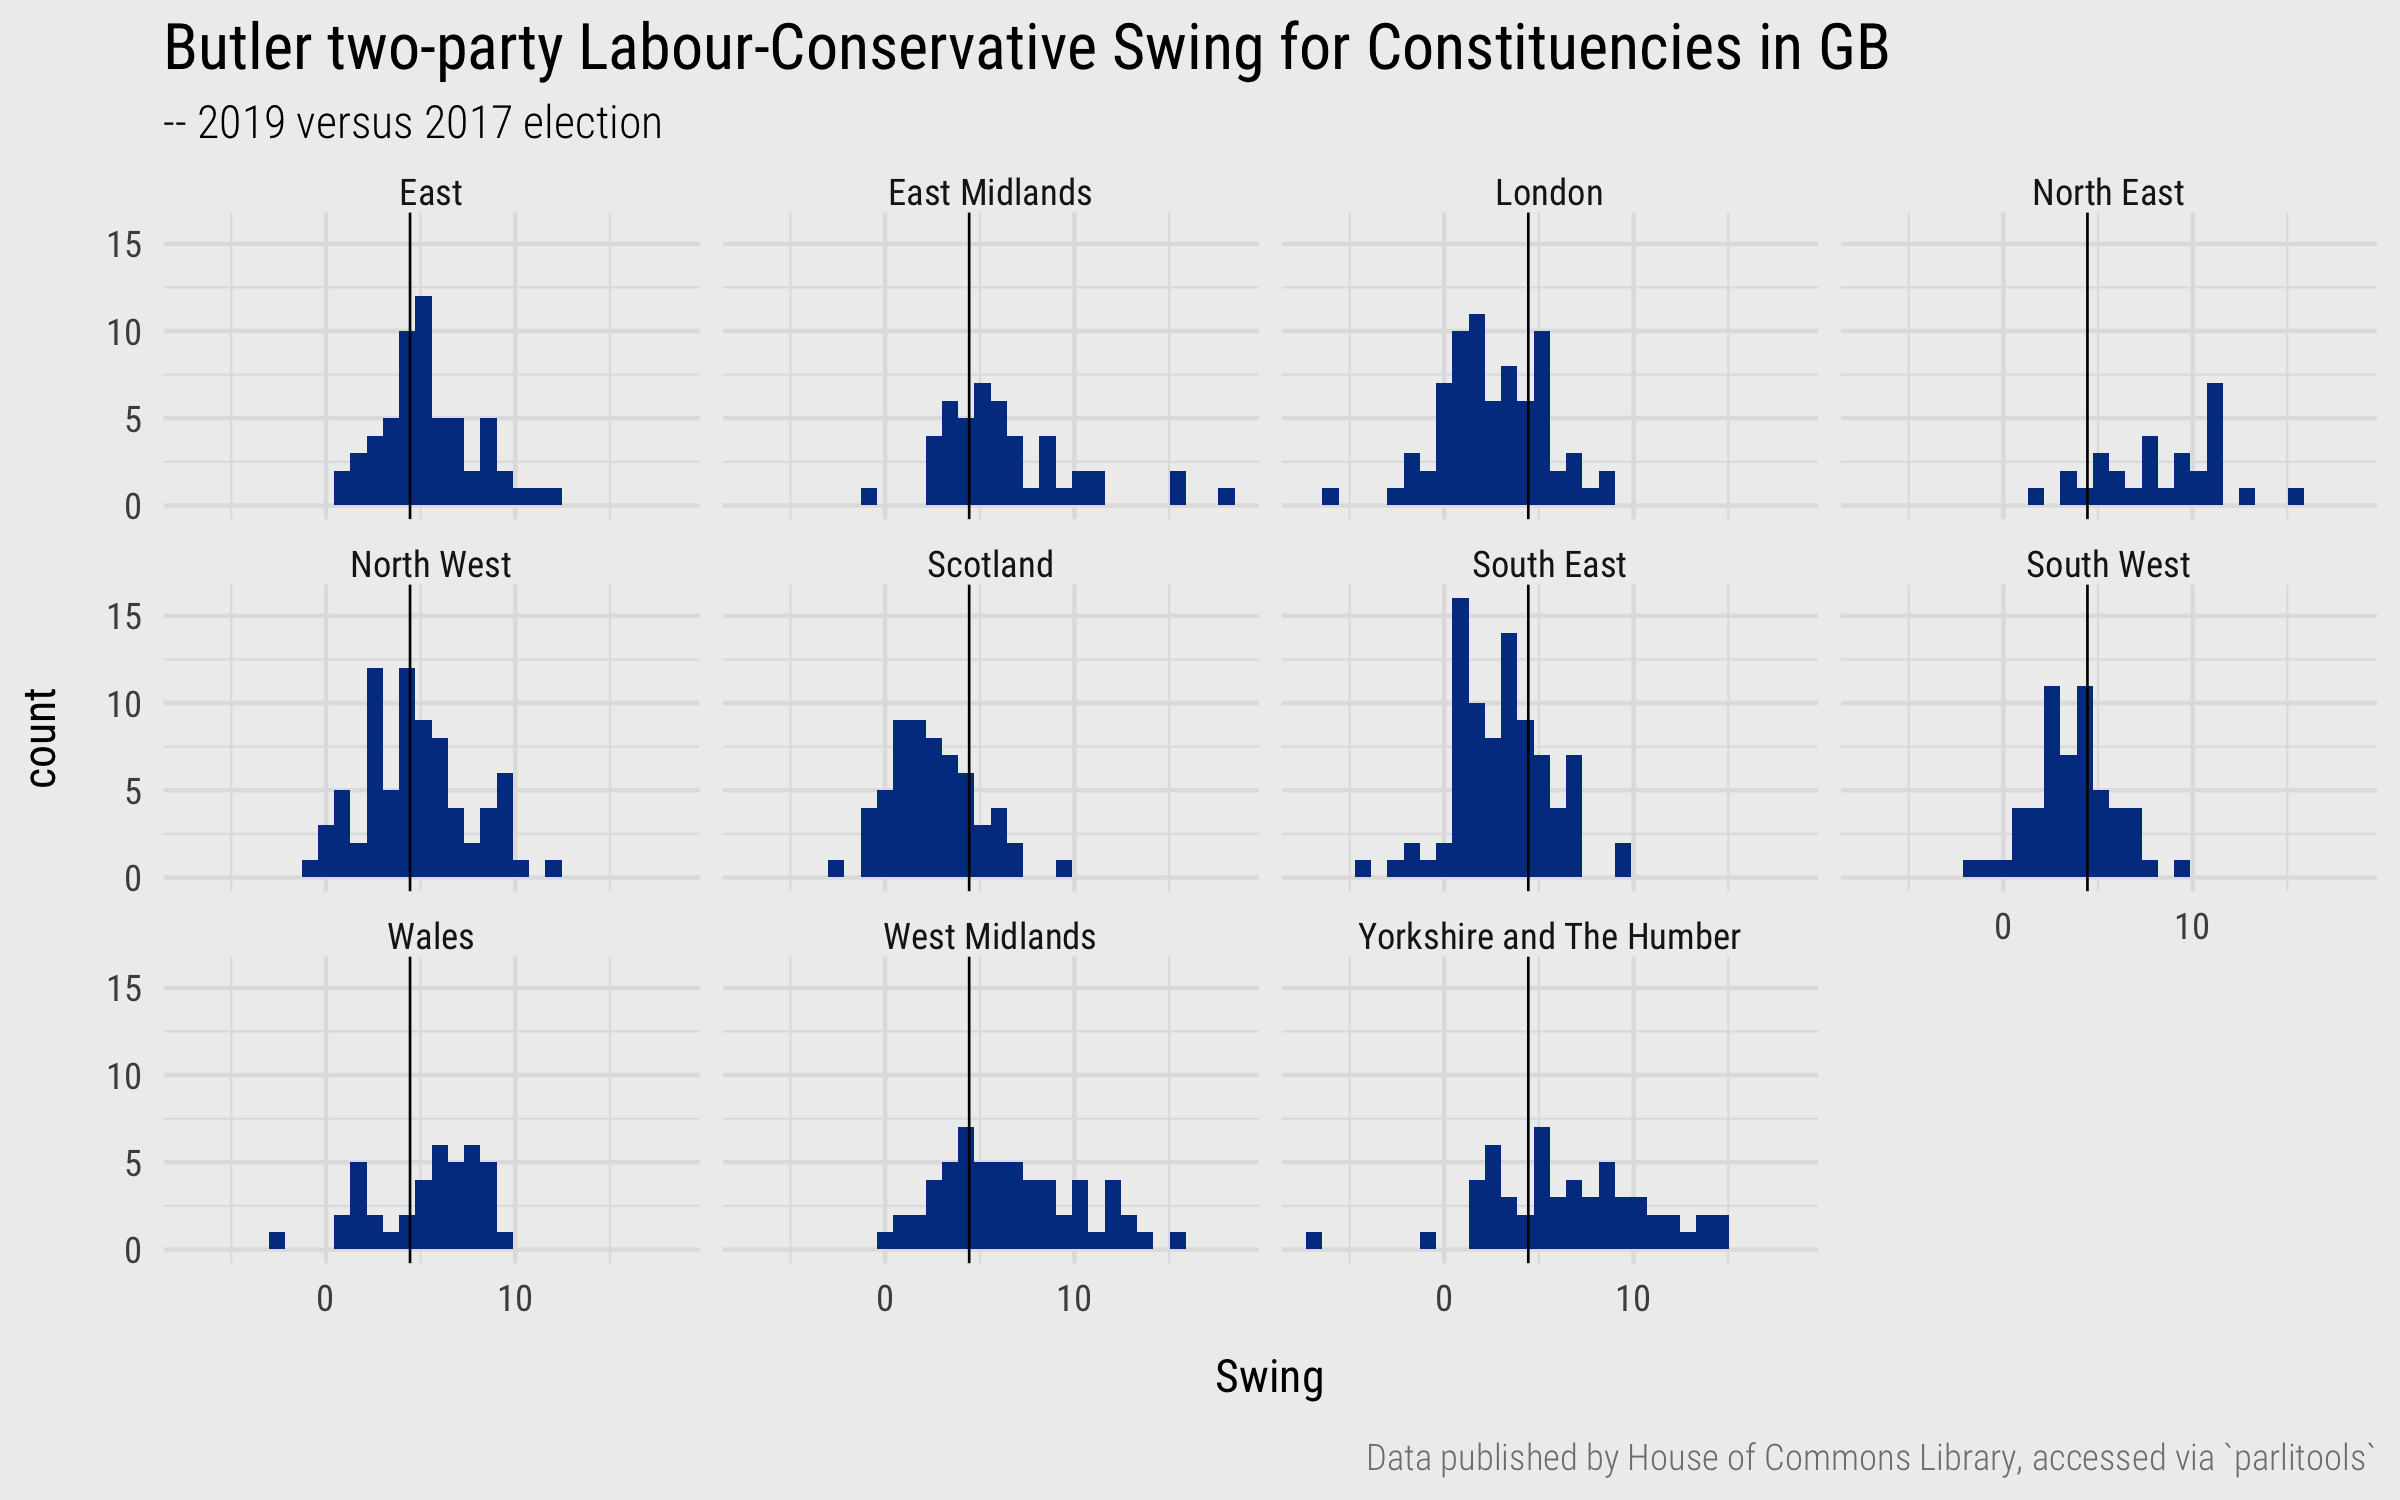 Butler two-party Labour-Conservative Swing for Constituencies in GB
-- 2019 versus 2017 election
East
East Midlands
London
North East
15
10
5
0
North West
Scotland
South East
South West
15
10
5
0
0
10
Wales
West Midlands
Yorkshire and The Humber
15
10
5
0
0
10
0
10
0
10
count
Swing
Data published by House of Commons Library, accessed via `parlitools`